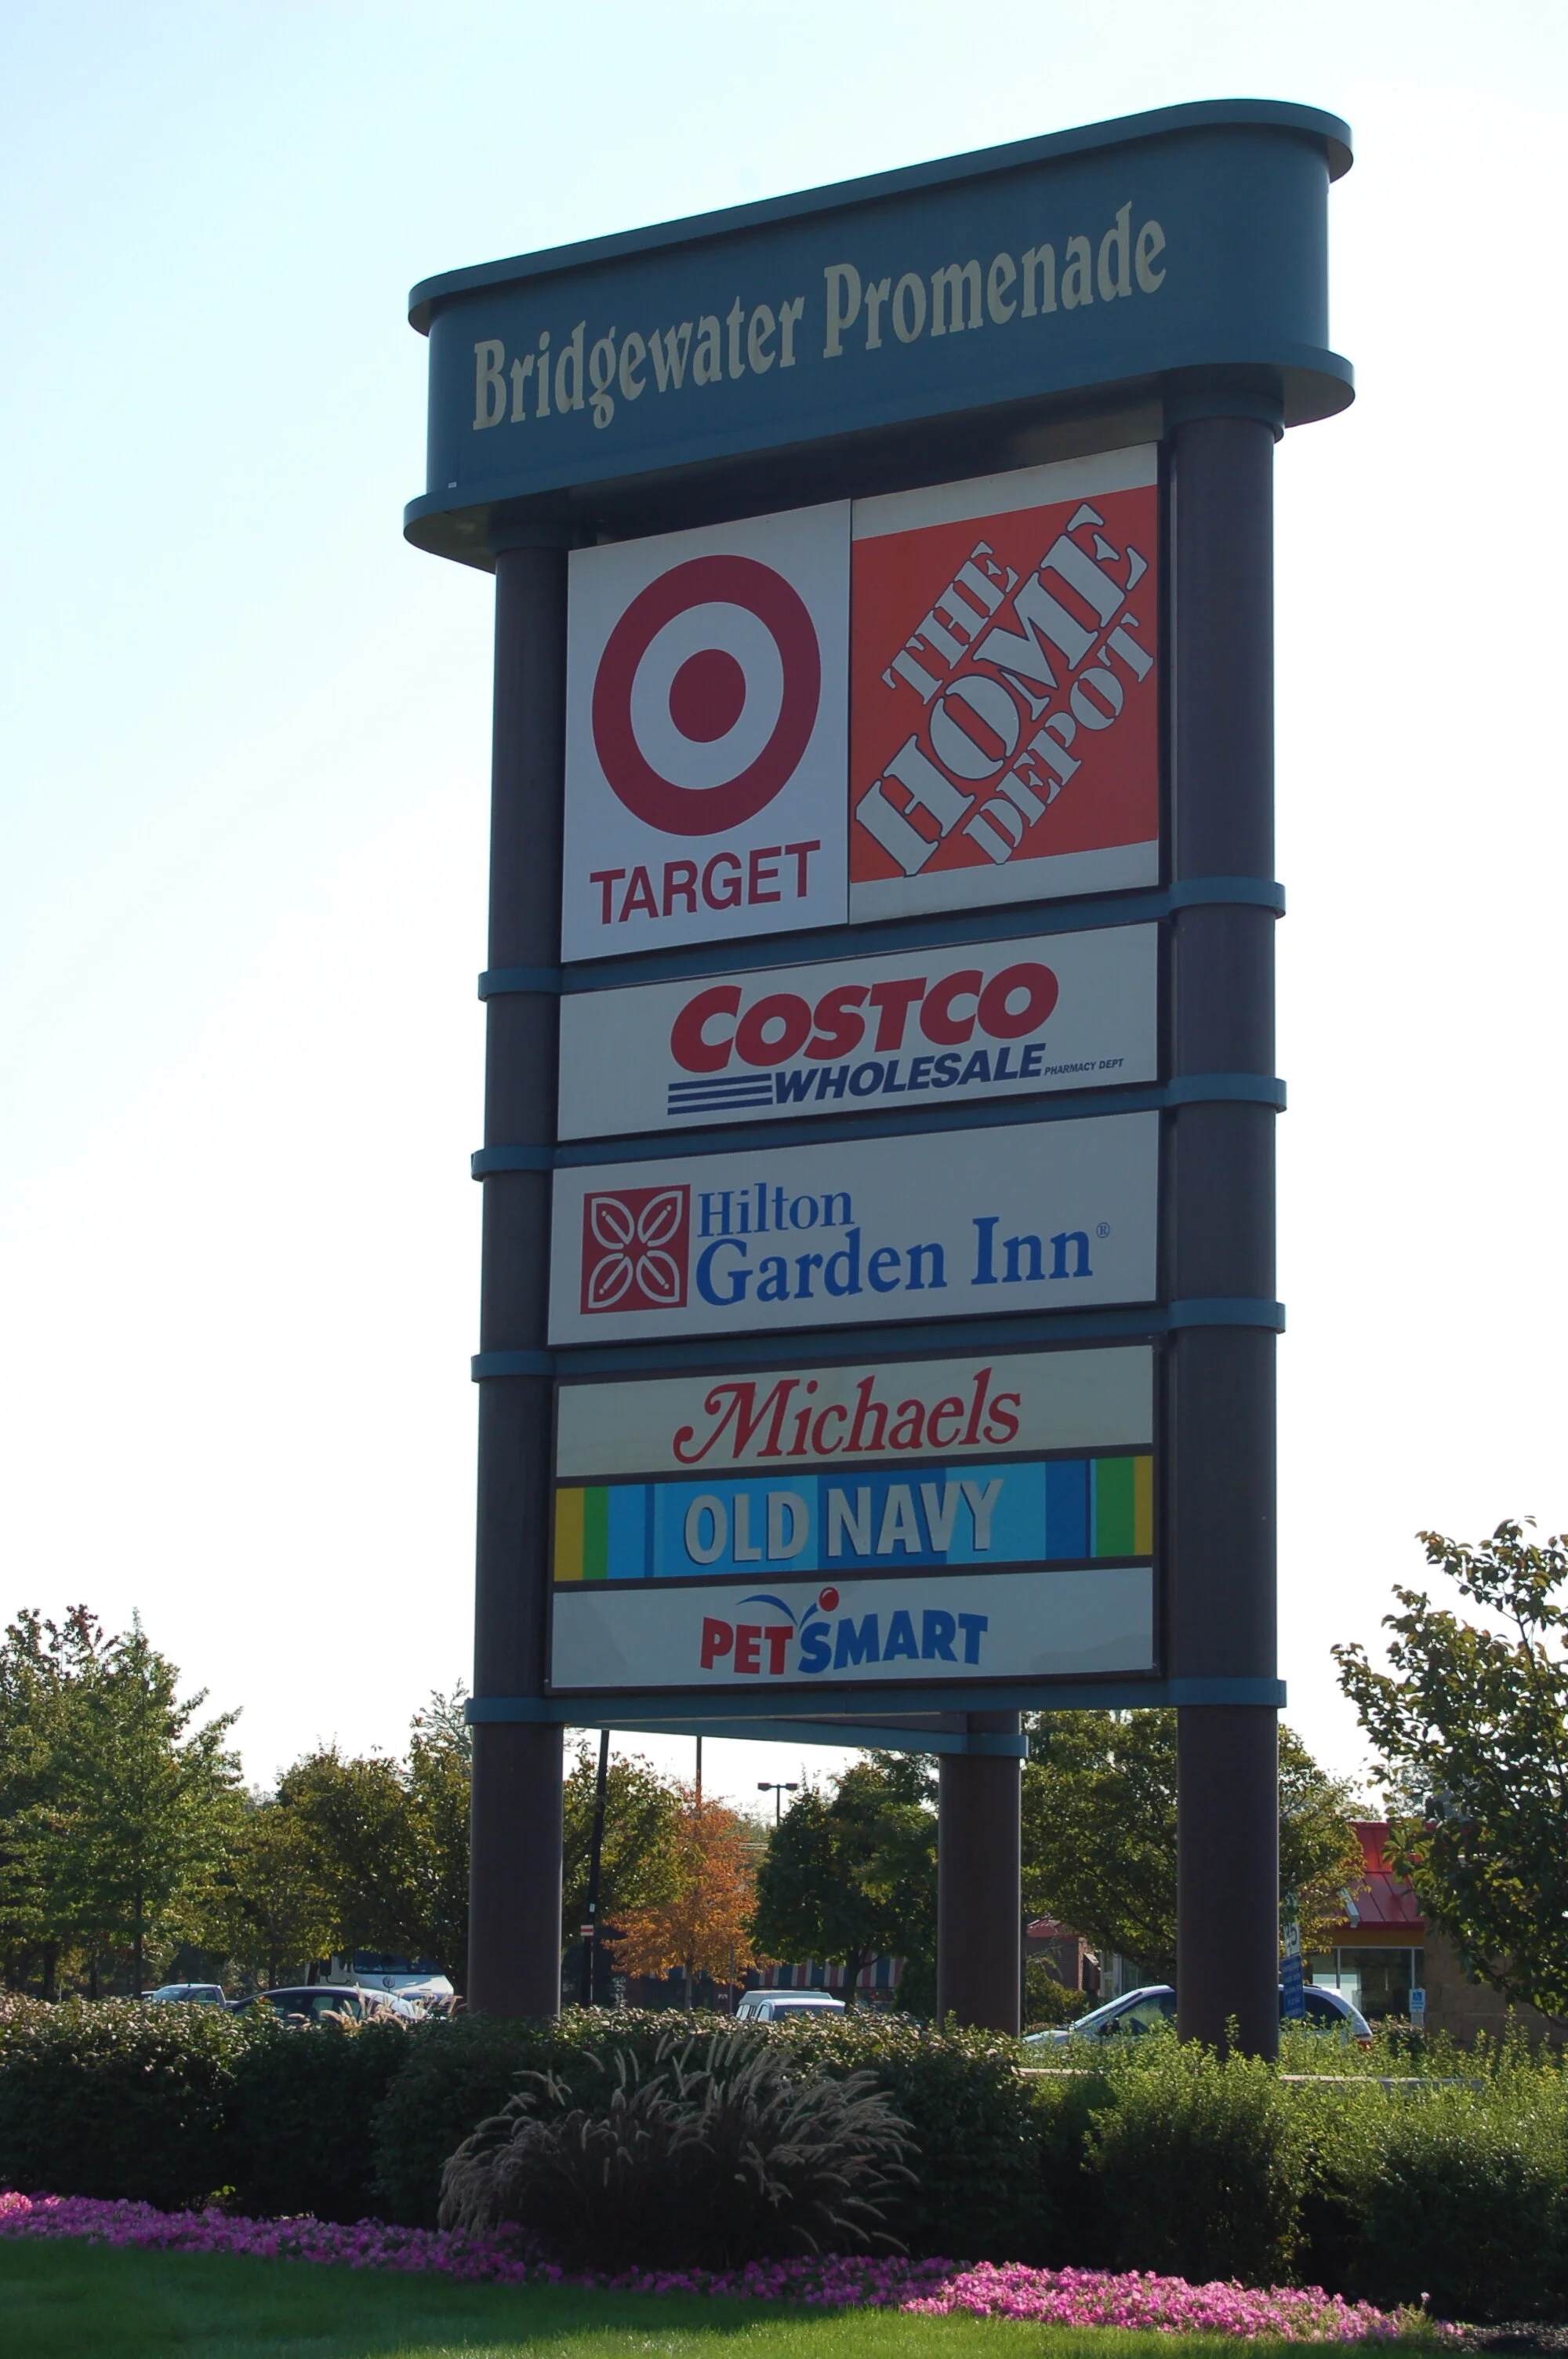 Bridgewater Promenade
TARGET
THE
HOME
DEPOT
COSTCO
WHOLESALE PHARMACY DEPT
Hilton
Garden Inn®
Michaels
OLD NAVY
PETSMART